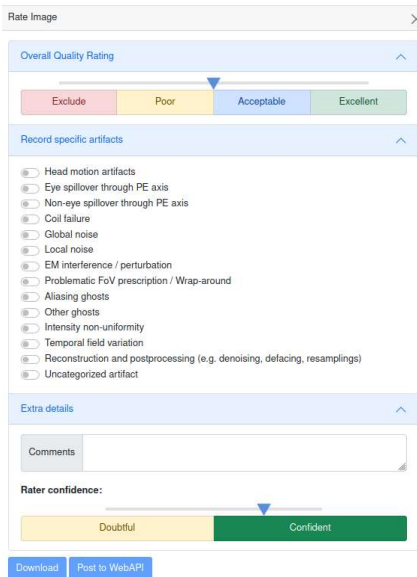 Rate Image
Overall Quality Rating
Exclude Poor Acceptable Excellent
Record specific artifacts
Head motion artifacts
Eye spillover through PE axis
Non-eye spillover through PE axis
Coil failure
Global noise
Local noise
EM interference / perturbation
Problematic FoV prescription / Wrap-around
Aliasing ghosts
Other ghosts
Intensity non-uniformity
Temporal field variation
Reconstruction and postprocessing (e.g. denoising, defacing, resamplings)
Uncategorized artifact
Extra details
Comments
Rater confidence:
Doubtful Confident
Download Post to WebAPI